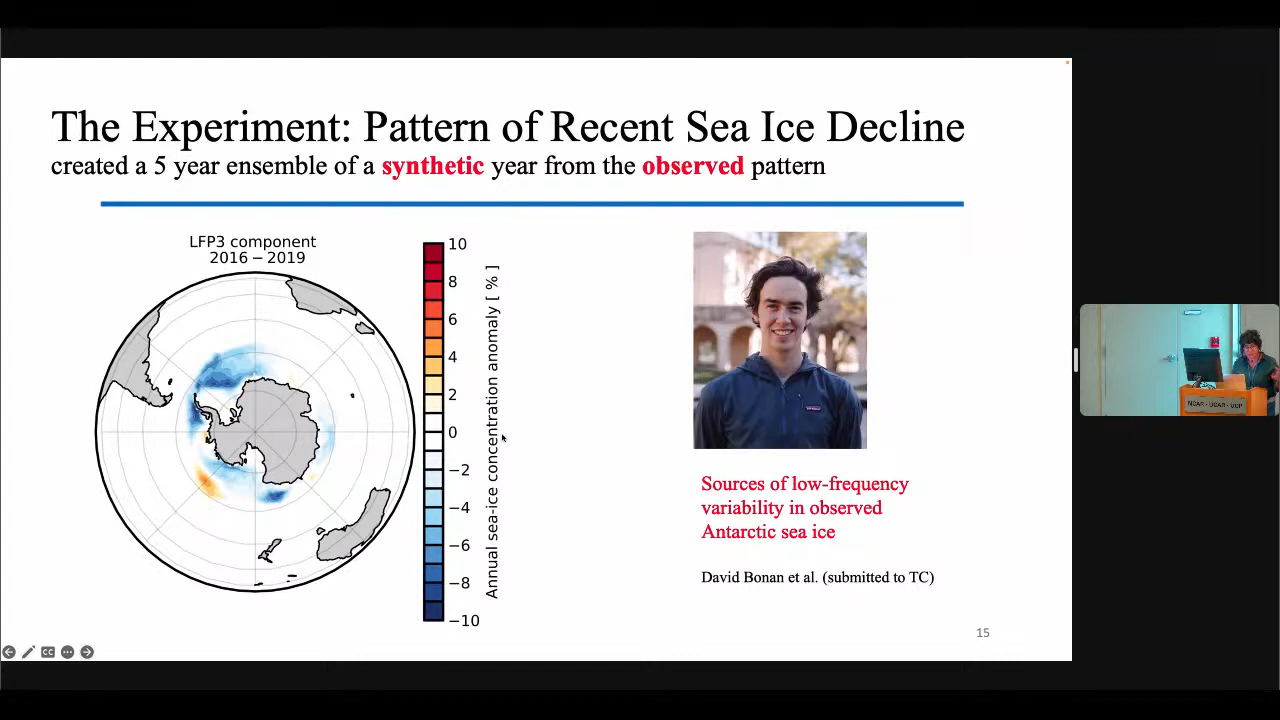 The Experiment: Pattern of Recent Sea Ice Decline
created a 5 year ensemble of a synthetic year from the observed pattern
LFP3 component
2016 – 2019
10
8
6
4
2
0
−2
−4
−6
−8
−10
Annual sea-ice concentration anomaly [ % ]
Sources of low-frequency
variability in observed
Antarctic sea ice
David Bonan et al. (submitted to TC)
15
NCAR - UCAR - UCP